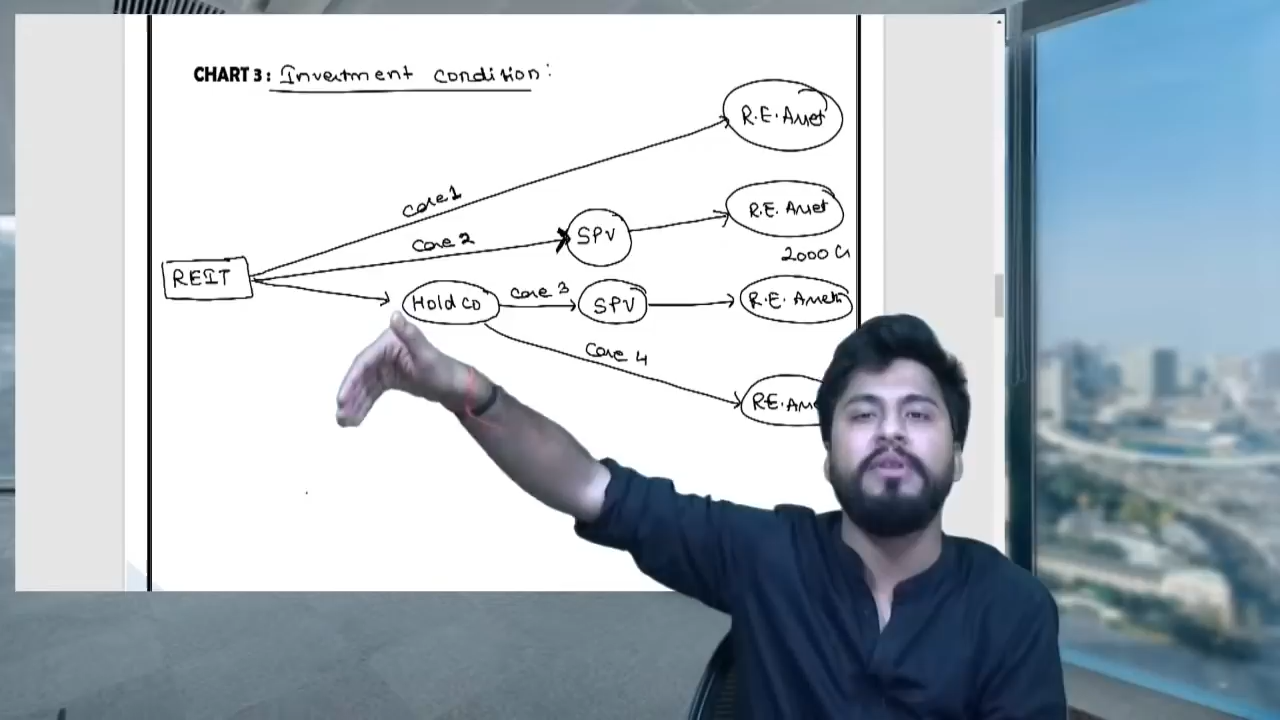 CHART 3: Investment condition:
R.E. Asset
Case 1
R.E. Asset
Case 2
SPV
2000 Cr
REIT
Hold co
Case 3
SPV
R.E. Assets
Case 4
R.E. Ass